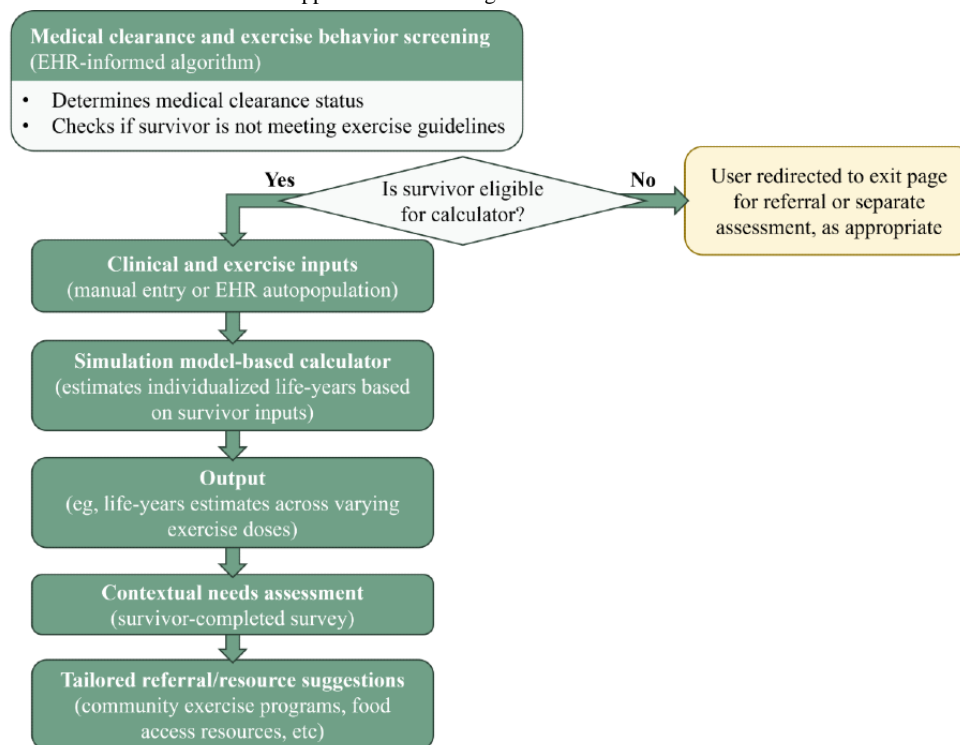 Medical clearance and exercise behavior screening
(EHR-informed algorithm)
• Determines medical clearance status
• Checks if survivor is not meeting exercise guidelines
Yes
Is survivor eligible
for calculator?
No
User redirected to exit page
for referral or separate
assessment, as appropriate
Clinical and exercise inputs
(manual entry or EHR autopopulation)
Simulation model-based calculator
(estimates individualized life-years based
on survivor inputs)
Output
(eg, life-years estimates across varying
exercise doses)
Contextual needs assessment
(survivor-completed survey)
Tailored referral/resource suggestions
(community exercise programs, food
access resources, etc)